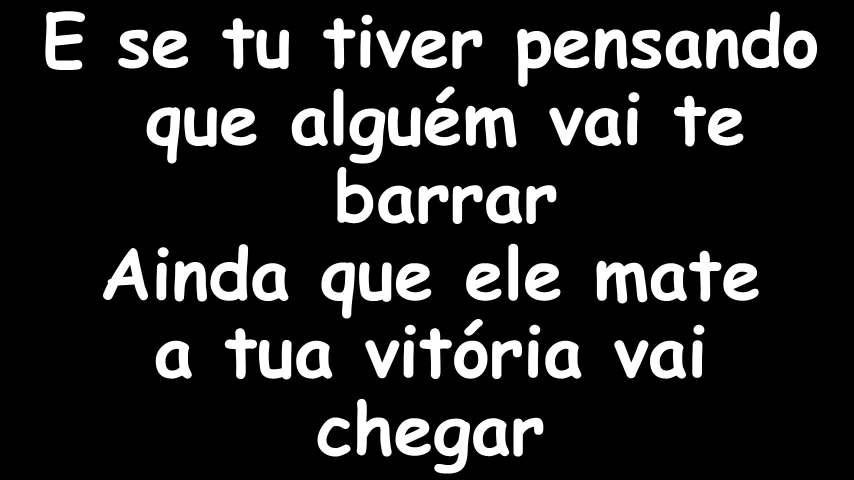 E se tu tiver pensando
que alguém vai te
barrar
Ainda que ele mate
a tua vitória vai
chegar